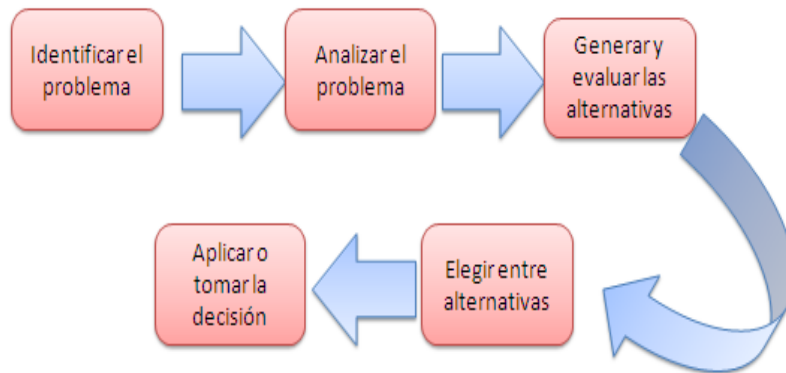 Identificar el
problema
Analizar el
problema
Generar y
evaluar las
alternativas
Elegir entre
alternativas
Aplicar o
tomar la
decisión